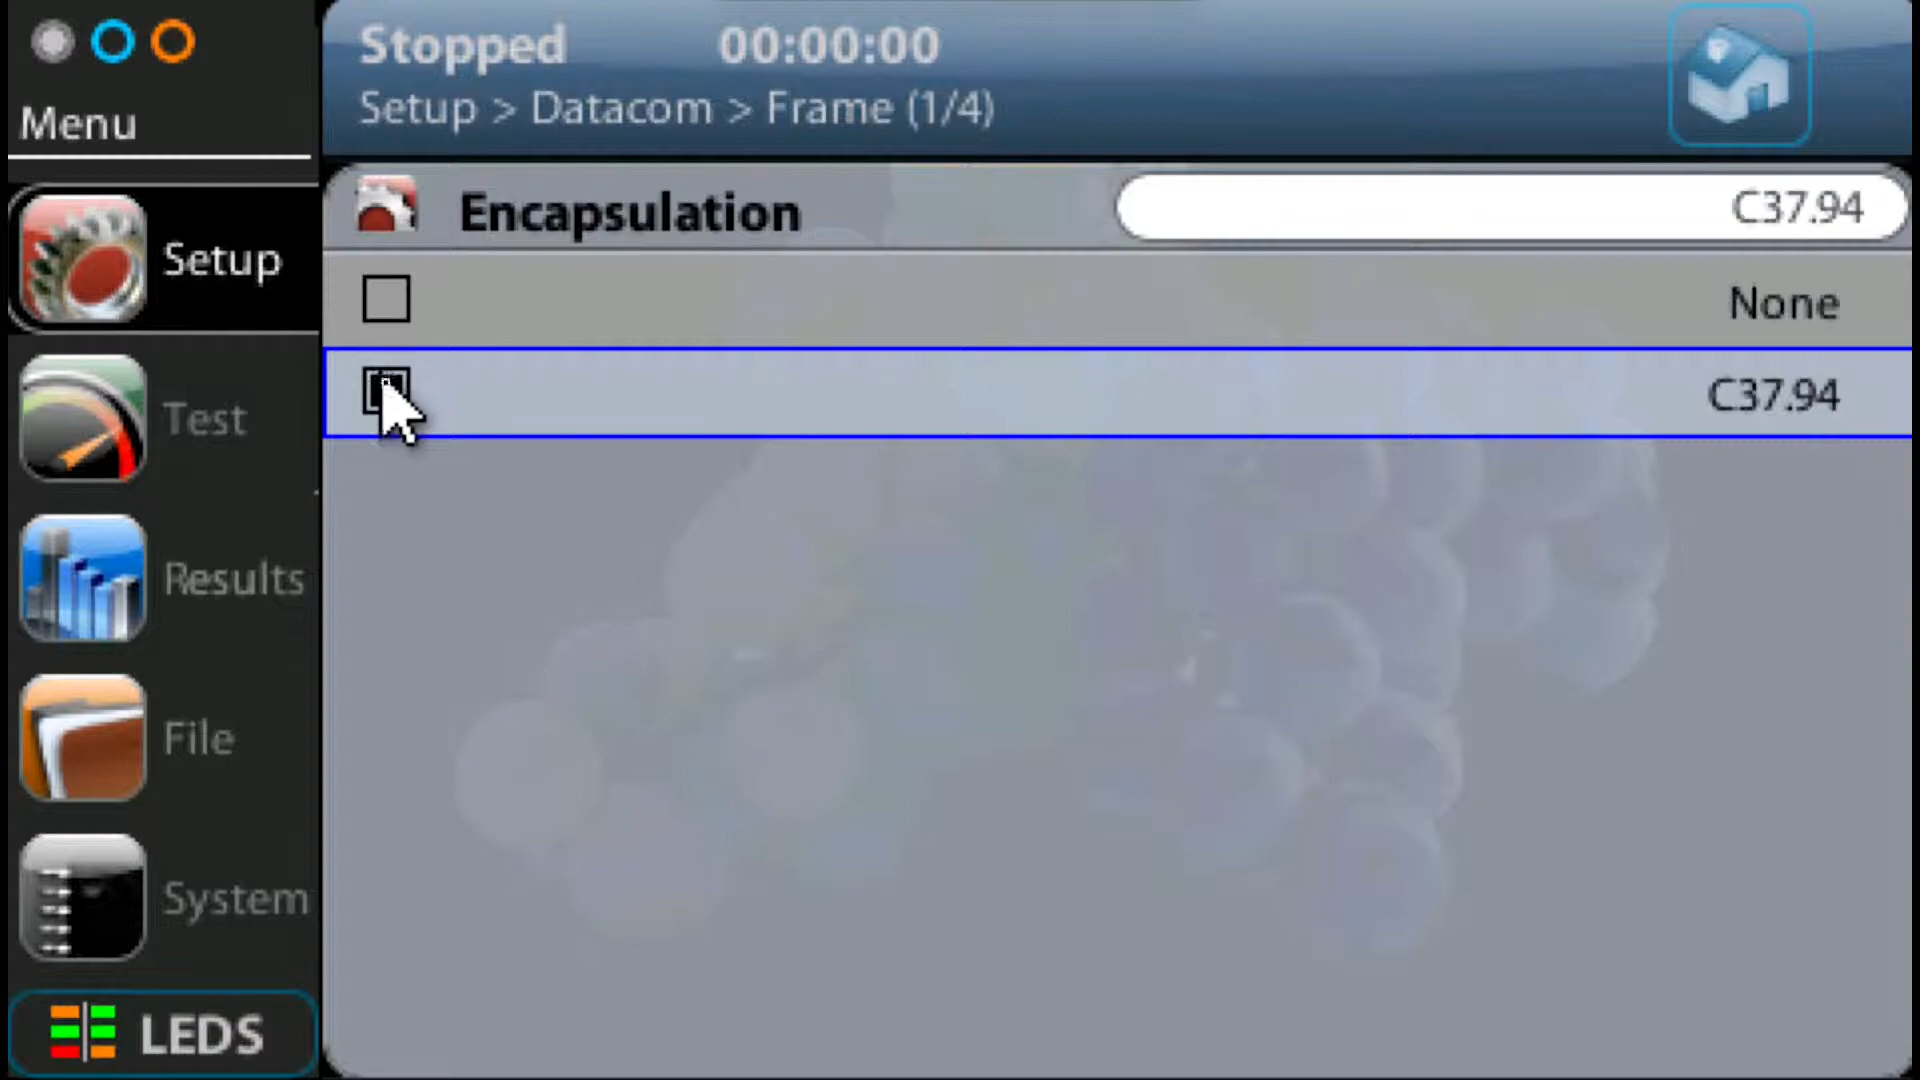 Menu
Setup
Test
Results
File
System
LEDS
Stopped 00:00:00
Setup > Datacom > Frame (1/4)
Encapsulation C37.94
None
C37.94